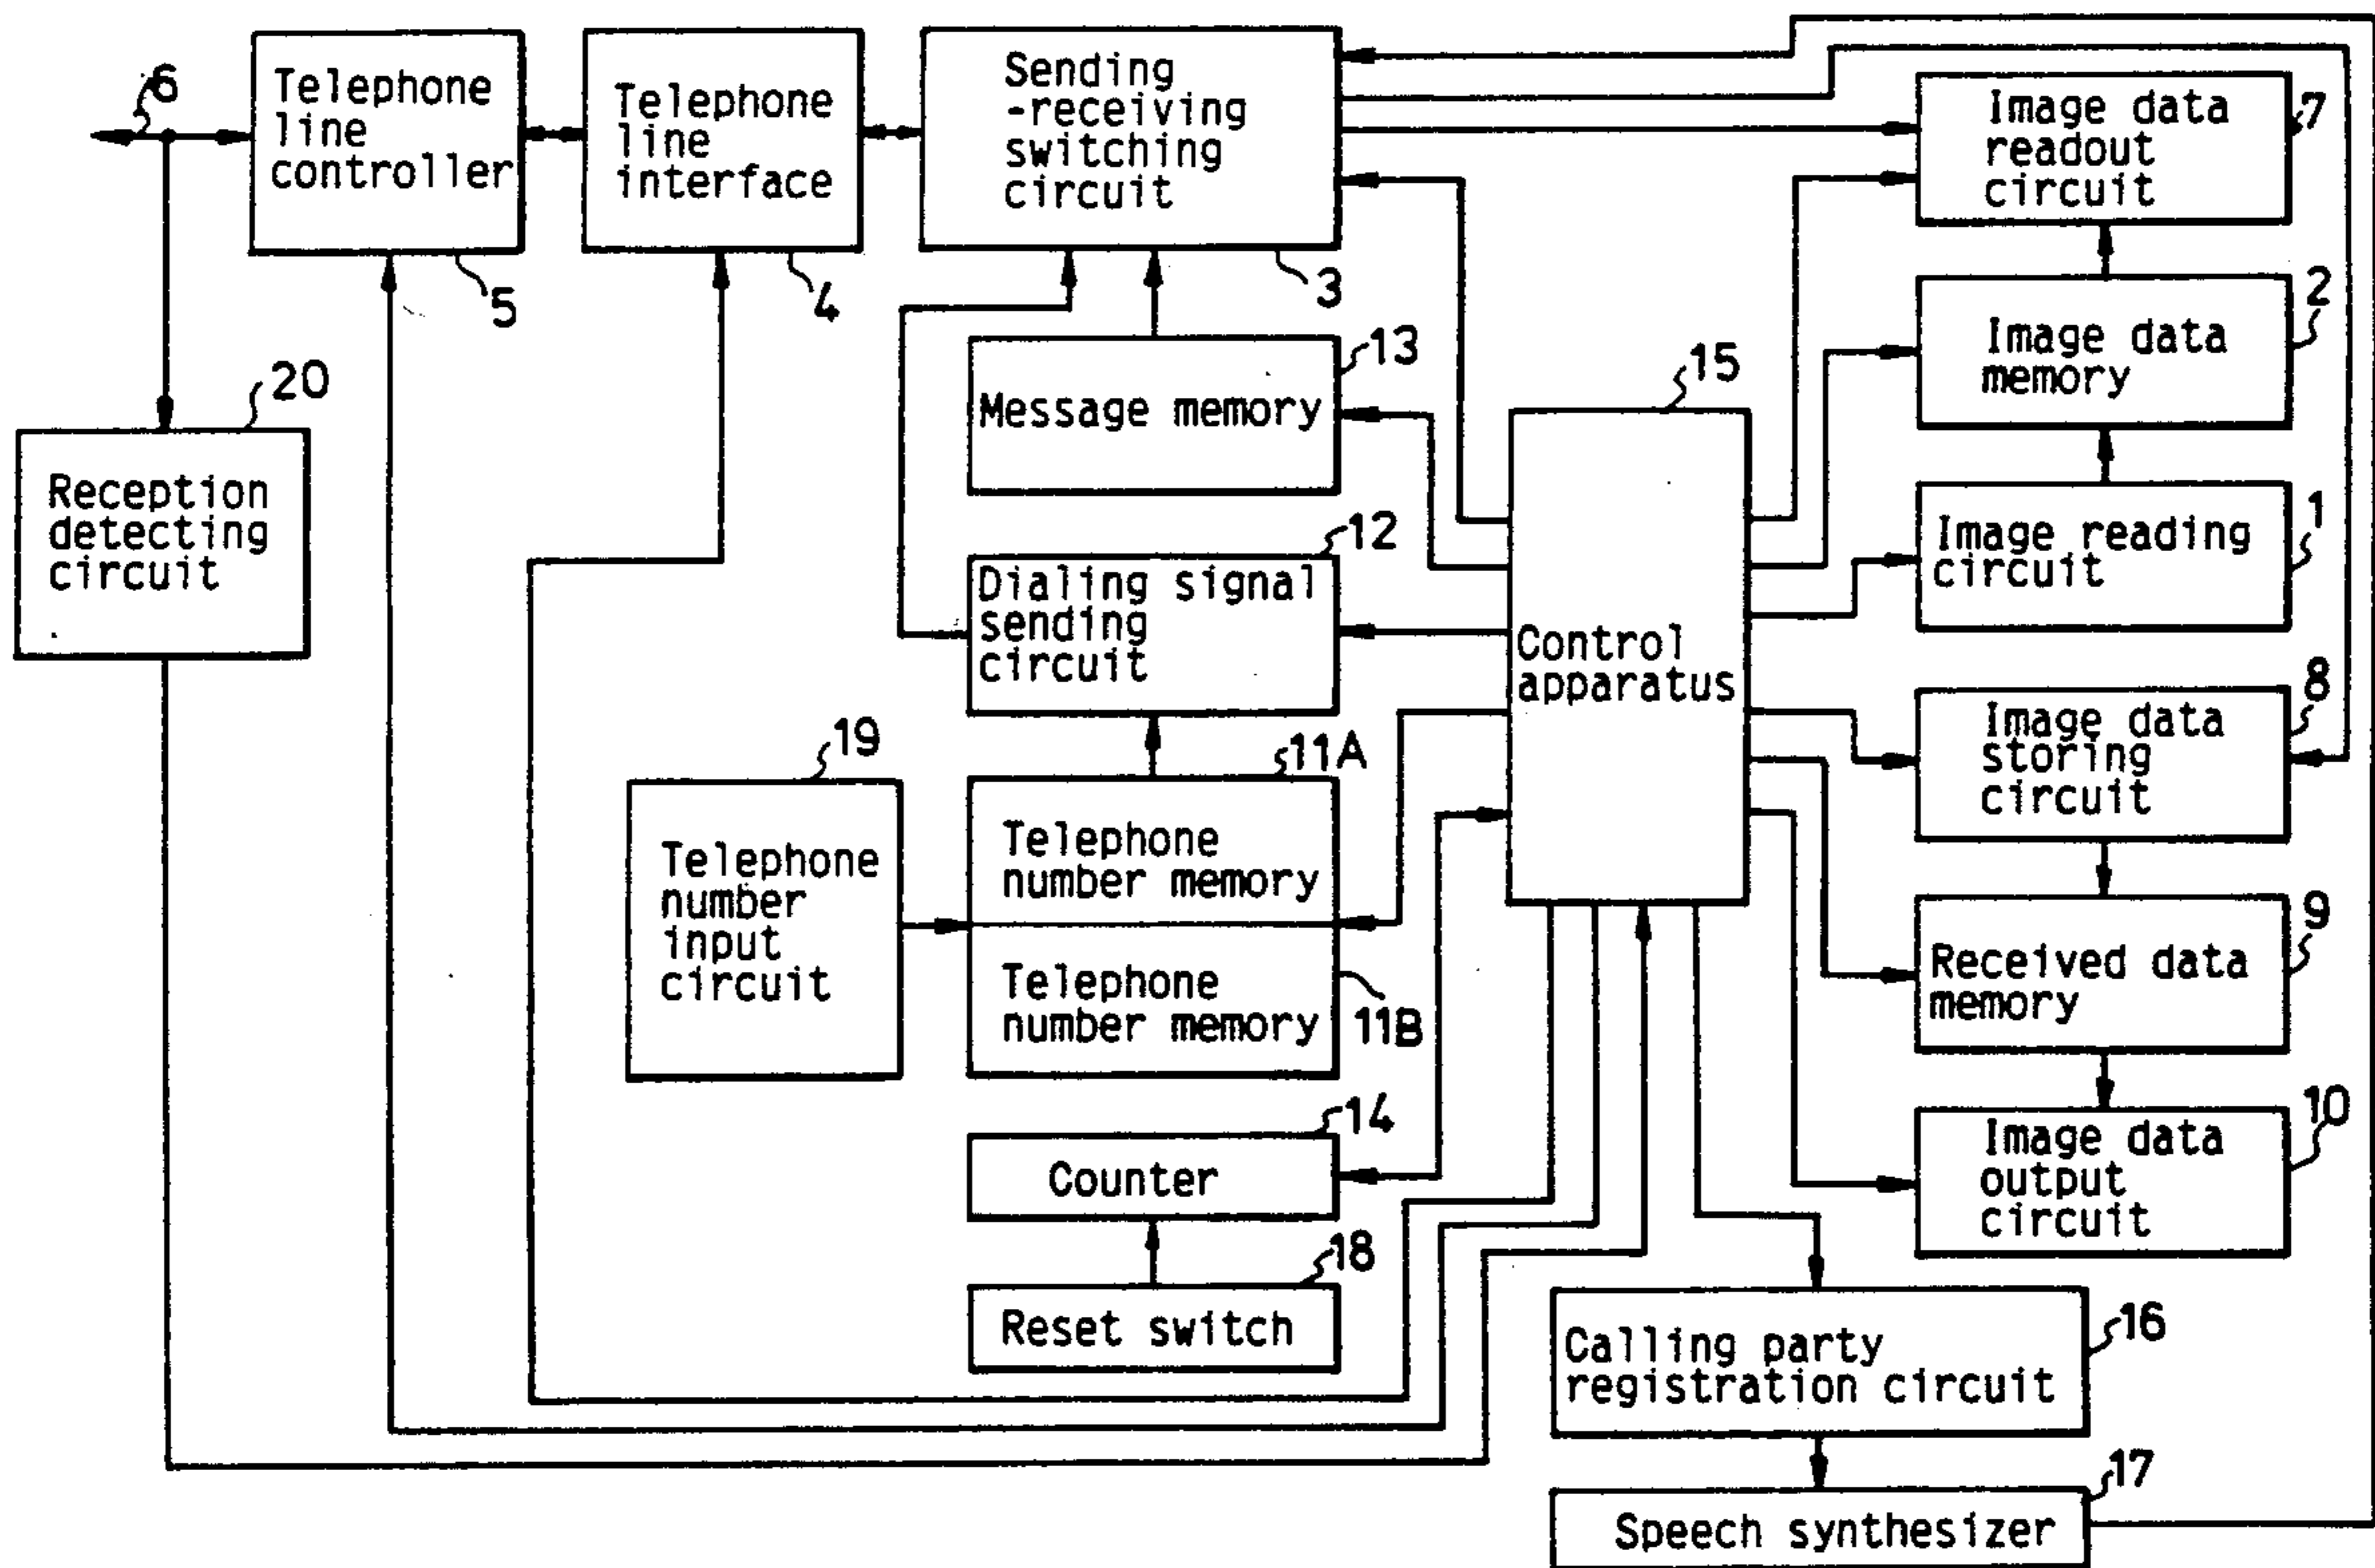 6
Telephone
line
controller
5
Telephone
line
interface
4
Sending
-receiving
switching
circuit
3
Image data
readout
circuit
7
Image data
memory
2
Image reading
circuit
1
Image data
storing
circuit
8
Received data
memory
9
Image data
output
circuit
10
20
Reception
detecting
circuit
13
Message memory
12
Dialing signal
sending
circuit
15
Control
apparatus
19
Telephone
number
input
circuit
11A
Telephone
number memory
Telephone
number memory
11B
14
Counter
18
Reset switch
Calling party
registration circuit
16
17
Speech synthesizer